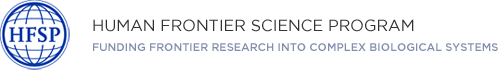 HFSP
HUMAN FRONTIER SCIENCE PROGRAM
FUNDING FRONTIER RESEARCH INTO COMPLEX BIOLOGICAL SYSTEMS